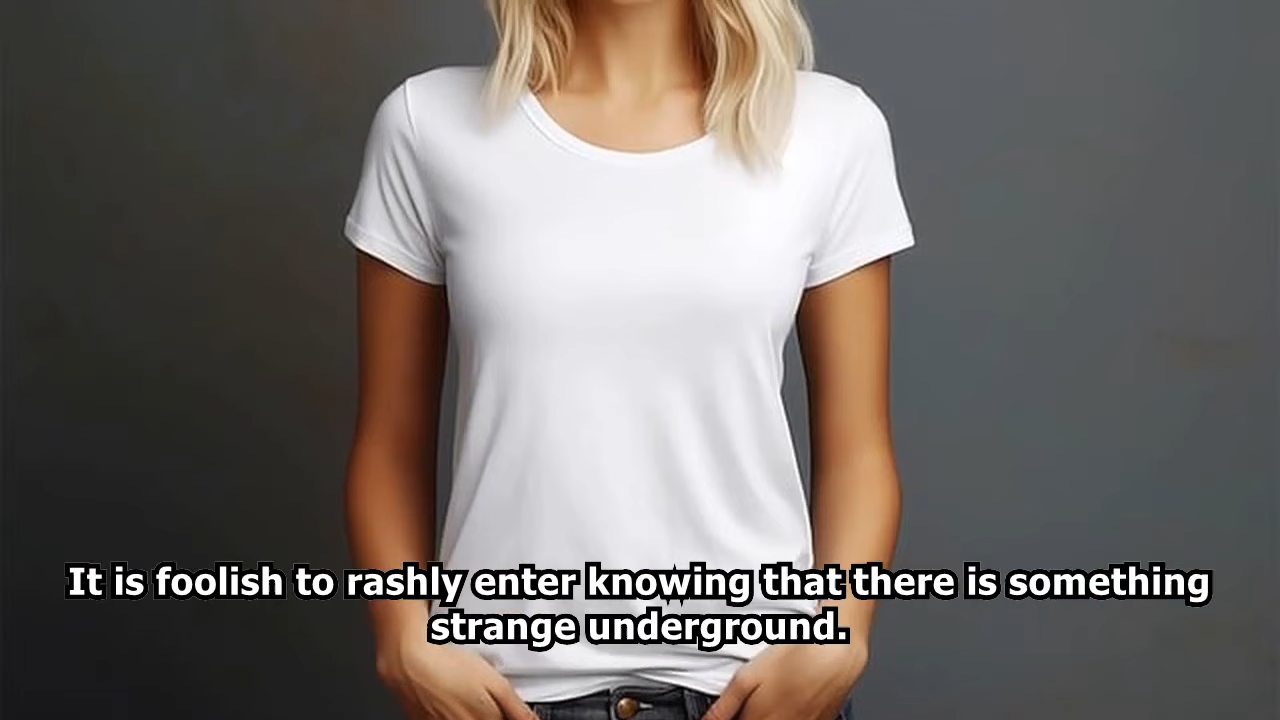 It is foolish to rashly enter knowing that there is something
strange underground.